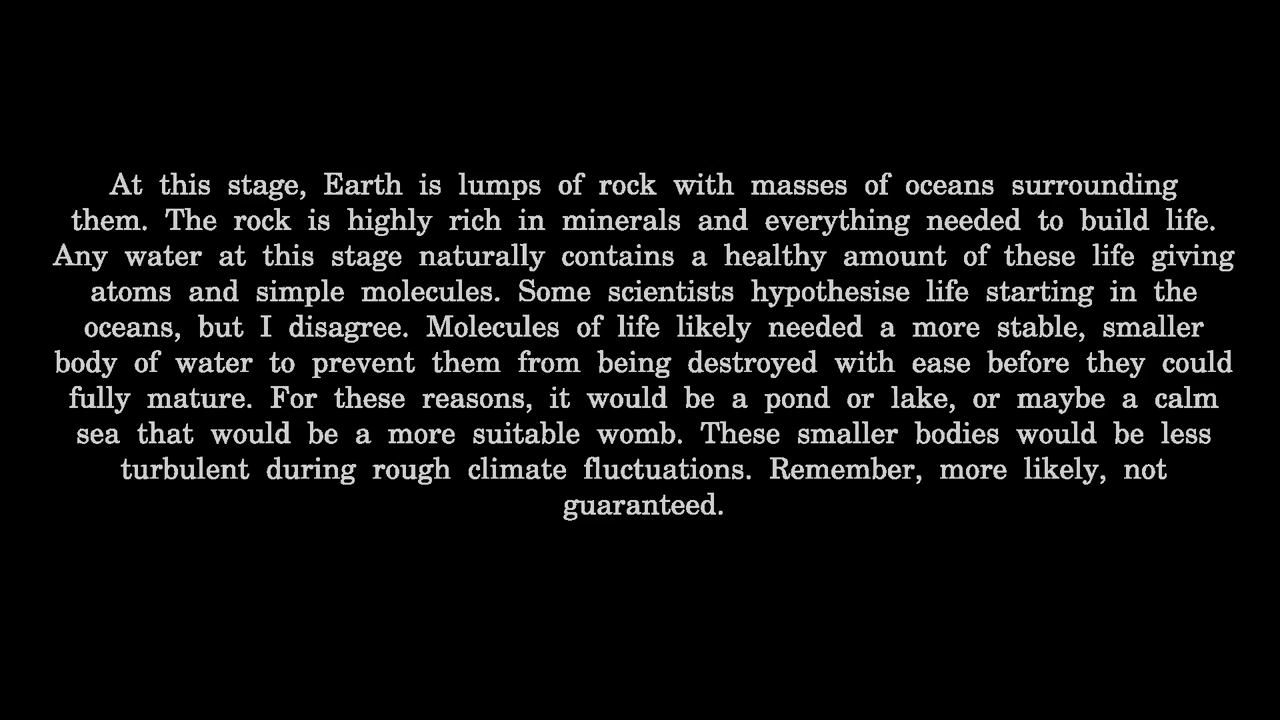 At this stage, Earth is lumps of rock with masses of oceans surrounding
them. The rock is highly rich in minerals and everything needed to build life.
Any water at this stage naturally contains a healthy amount of these life giving
atoms and simple molecules. Some scientists hypothesise life starting in the
oceans, but I disagree. Molecules of life likely needed a more stable, smaller
body of water to prevent them from being destroyed with ease before they could
fully mature. For these reasons, it would be a pond or lake, or maybe a calm
sea that would be a more suitable womb. These smaller bodies would be less
turbulent during rough climate fluctuations. Remember, more likely, not
guaranteed.